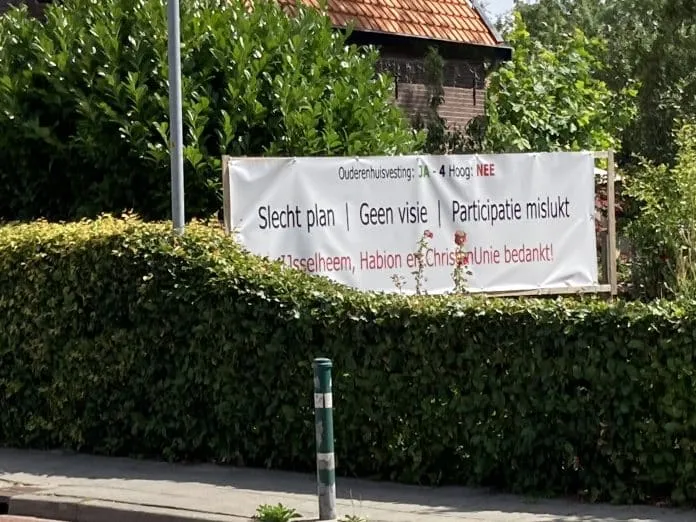 Ouderenhuisvesting: JA - 4 Hoog: NEE
Slecht plan | Geen visie | Participatie mislukt
IJsselheem, Habion en ChristenUnie bedankt!